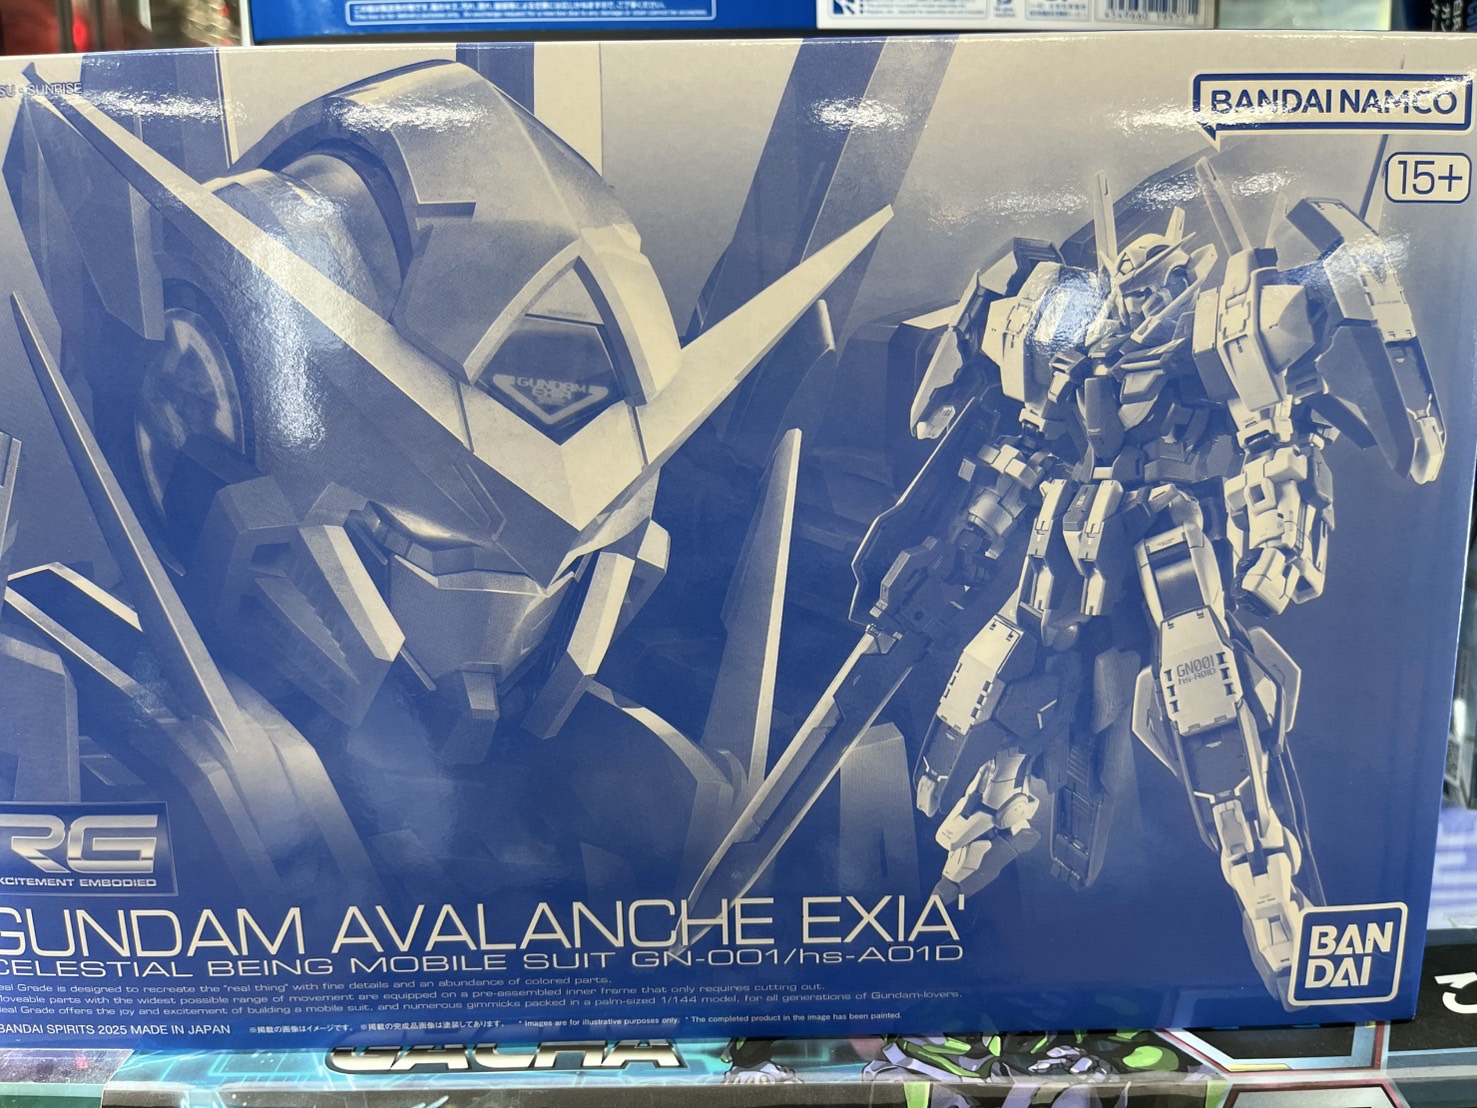 SUNRISE
BANDAI NAMCO
15+
GUNDAM
EXIA
GN001
hs-A01D
RG
EXCITEMENT EMBODIED
GUNDAM AVALANCHE EXIA'
CELESTIAL BEING MOBILE SUIT GN-001/hs-A01D
Real Grade is designed to recreate the "real thing" with fine details and an abundance of colored parts.
Moveable parts with the widest possible range of movement are equipped on a pre-assembled inner frame that only requires cutting out.
Real Grade offers the joy and excitement of building a mobile suit, and numerous gimmicks packed in a palm-sized 1/144 model, for all generations of Gundam-lovers.
BANDAI SPIRITS 2025 MADE IN JAPAN ※掲載の画像はイメージです。 ※掲載の完成品画像は塗装してあります。 * Images are for illustrative purposes only. * The completed product in the image has been painted.
BAN
DAI
GACHA